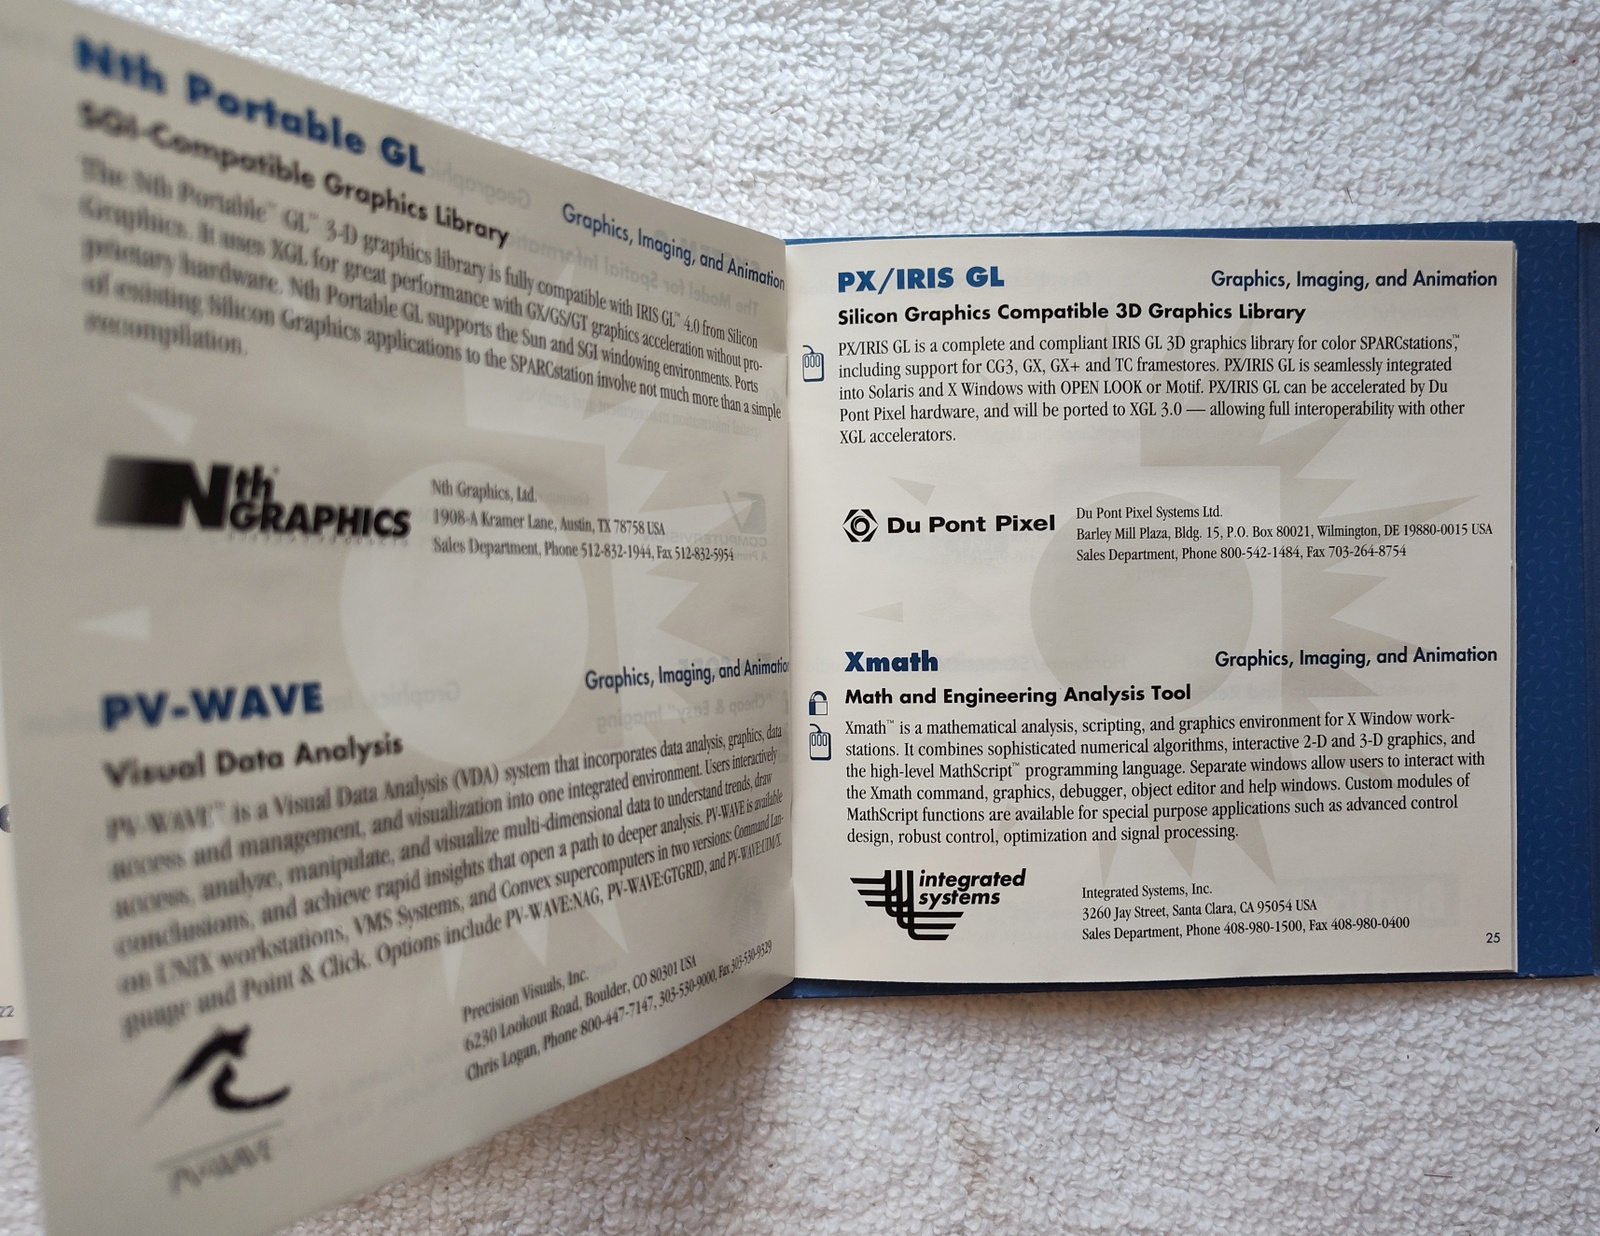 Nth Portable GL
SGI-Compatible Graphics Library
Graphics, Imaging, and Animation
The Nth Portable™ GL™ 3-D graphics library is fully compatible with IRIS GL™ 4.0 from Silicon
Graphics. It uses XGL for great performance with GX/GS/GT graphics acceleration without pro-
prietary hardware. Nth Portable GL supports the Sun and SGI windowing environments. Ports
of existing Silicon Graphics applications to the SPARCstation involve not much more than a simple
recompilation.
Nth
GRAPHICS
Nth Graphics, Ltd.
1908-A Kramer Lane, Austin, TX 78758 USA
Sales Department, Phone 512-832-1944, Fax 512-832-5954
PV-WAVE
Graphics, Imaging, and Animatio
Visual Data Analysis
PV-WAVE™ is a Visual Data Analysis (VDA) system that incorporates data analysis, graphics, data
access and management, and visualization into one integrated environment. Users interactively
access, analyze, manipulate, and visualize multi-dimensional data to understand trends, draw
conclusions, and achieve rapid insights that open a path to deeper analysis. PV-WAVE is available
on UNIX workstations, VMS Systems, and Convex supercomputers in two versions: Command Lan-
guage and Point & Click. Options include PV-WAVE:NAG, PV-WAVE:GTGRID, and PV-WAVE:UIM/X.
PV-WAVE
Precision Visuals, Inc.
6230 Lookout Road, Boulder, CO 80301 USA
Chris Logan, Phone 800-447-7147, 303-530-9000, Fax 303-530-9329
22
PX/IRIS GL
Graphics, Imaging, and Animation
Silicon Graphics Compatible 3D Graphics Library
PX/IRIS GL is a complete and compliant IRIS GL 3D graphics library for color SPARCstations,™
including support for CG3, GX, GX+ and TC framestores. PX/IRIS GL is seamlessly integrated
into Solaris and X Windows with OPEN LOOK or Motif. PX/IRIS GL can be accelerated by Du
Pont Pixel hardware, and will be ported to XGL 3.0 — allowing full interoperability with other
XGL accelerators.
Du Pont Pixel
Du Pont Pixel Systems Ltd.
Barley Mill Plaza, Bldg. 15, P.O. Box 80021, Wilmington, DE 19880-0015 USA
Sales Department, Phone 800-542-1484, Fax 703-264-8754
Xmath
Graphics, Imaging, and Animation
Math and Engineering Analysis Tool
Xmath™ is a mathematical analysis, scripting, and graphics environment for X Window work-
stations. It combines sophisticated numerical algorithms, interactive 2-D and 3-D graphics, and
the high-level MathScript™ programming language. Separate windows allow users to interact with
the Xmath command, graphics, debugger, object editor and help windows. Custom modules of
MathScript functions are available for special purpose applications such as advanced control
design, robust control, optimization and signal processing.
integrated
systems
Integrated Systems, Inc.
3260 Jay Street, Santa Clara, CA 95054 USA
Sales Department, Phone 408-980-1500, Fax 408-980-0400
25